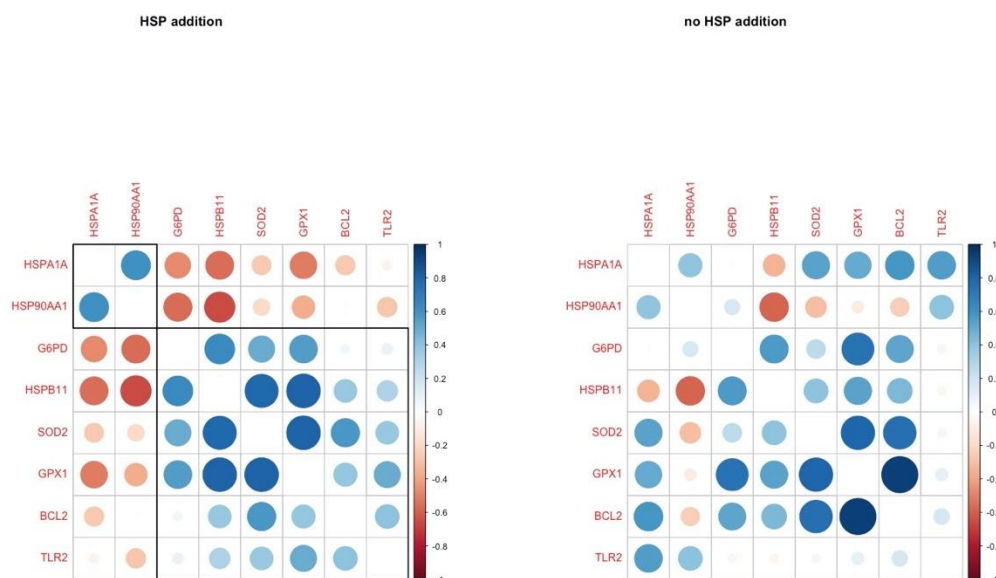 HSP addition
no HSP addition
HSPA1A
HSP90AA1
G6PD
HSPB11
SOD2
GPX1
BCL2
TLR2
HSPA1A
HSP90AA1
G6PD
HSPB11
SOD2
GPX1
BCL2
TLR2
1
0.8
0.6
0.4
0.2
0
-0.2
-0.4
-0.6
-0.8
HSPA1A
HSP90AA1
G6PD
HSPB11
SOD2
GPX1
BCL2
TLR2
HSPA1A
HSP90AA1
G6PD
HSPB11
SOD2
GPX1
BCL2
TLR2
1
0